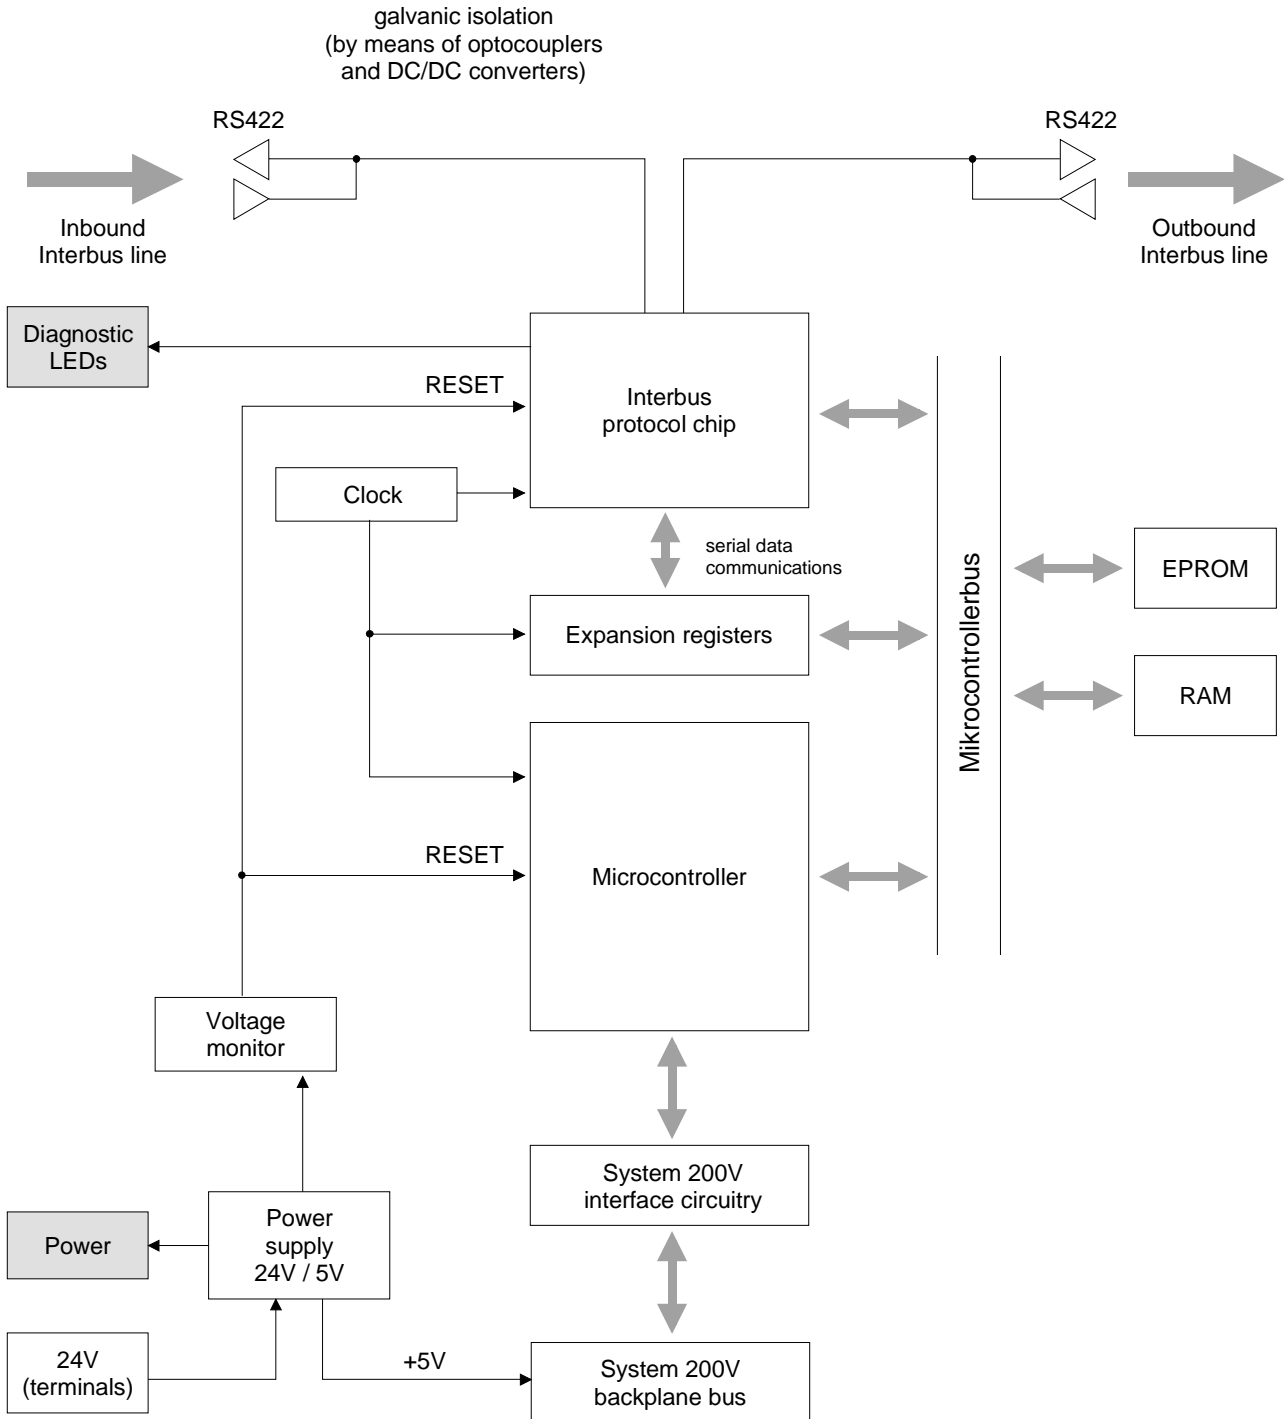 galvanic isolation
(by means of optocouplers
and DC/DC converters)
RS422
RS422
Inbound
Interbus line
Outbound
Interbus line
Diagnostic
LEDs
RESET
Interbus
protocol chip
Clock
serial data
communications
EPROM
Expansion registers
Mikrocontrollerbus
RAM
RESET
Microcontroller
Voltage
monitor
System 200V
interface circuitry
Power
Power
supply
24V / 5V
24V
(terminals)
+5V
System 200V
backplane bus